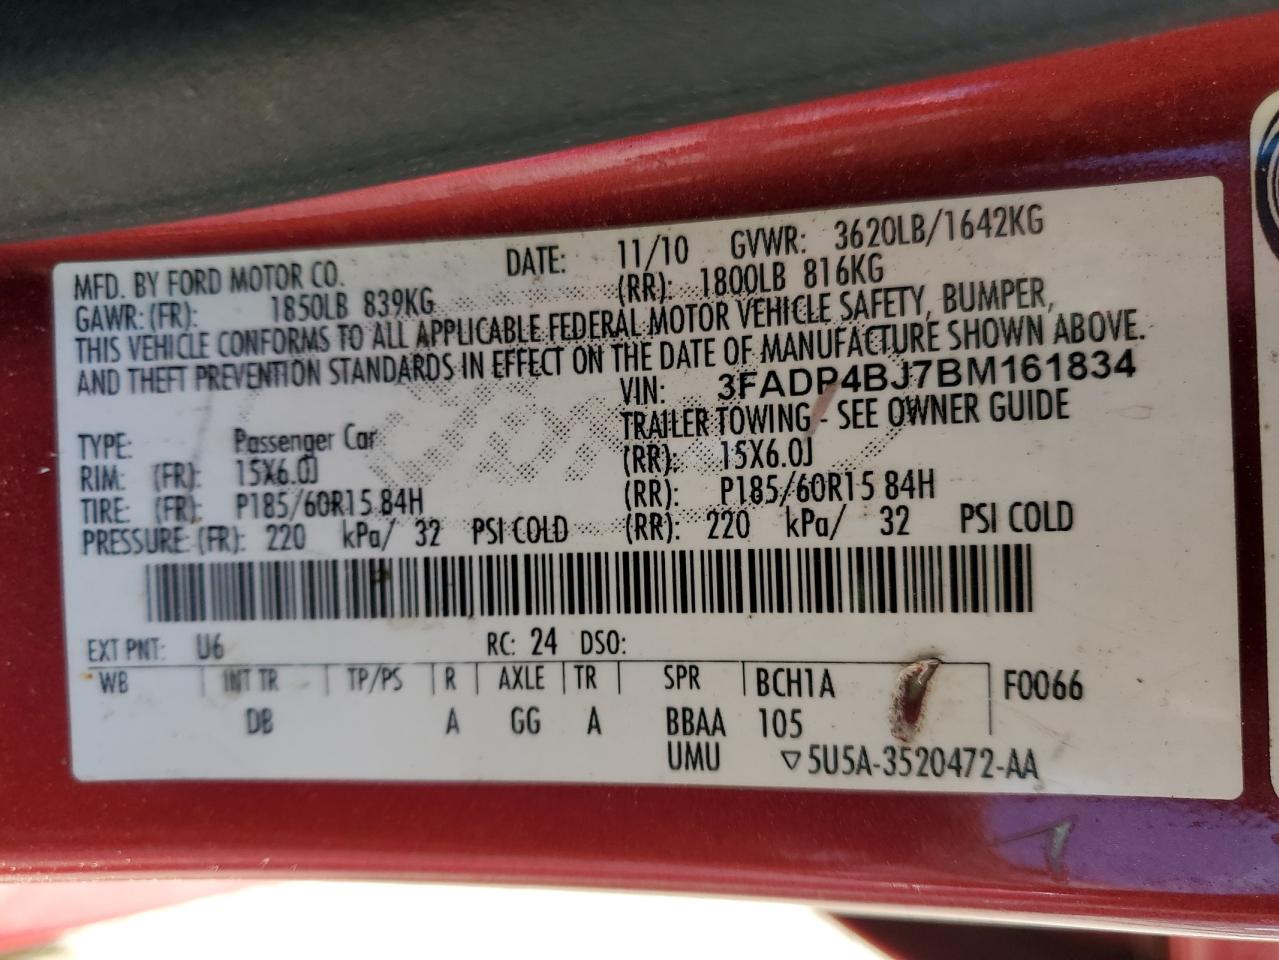 MFD. BY FORD MOTOR CO. DATE: 11/10 GVWR: 3620LB/1642KG
GAWR: (FR): 1850LB 839KG (RR): 1800LB 816KG
THIS VEHICLE CONFORMS TO ALL APPLICABLE FEDERAL MOTOR VEHICLE SAFETY, BUMPER,
AND THEFT PREVENTION STANDARDS IN EFFECT ON THE DATE OF MANUFACTURE SHOWN ABOVE.
VIN: 3FADP4BJ7BM161834
TRAILER TOWING - SEE OWNER GUIDE
TYPE: Passenger Car
RIM: (FR): 15X6.0J (RR): 15X6.0J
TIRE: (FR): P185/60R15 84H (RR): P185/60R15 84H
PRESSURE: (FR): 220 kPa/ 32 PSI COLD (RR): 220 kPa/ 32 PSI COLD
EXT PNT: U6 RC: 24 DSO:
WB | INT TR | TP/PS | R | AXLE | TR | SPR | BCH1A | F0066
DB A GG A BBAA 105
UMU ▽5U5A-3520472-AA